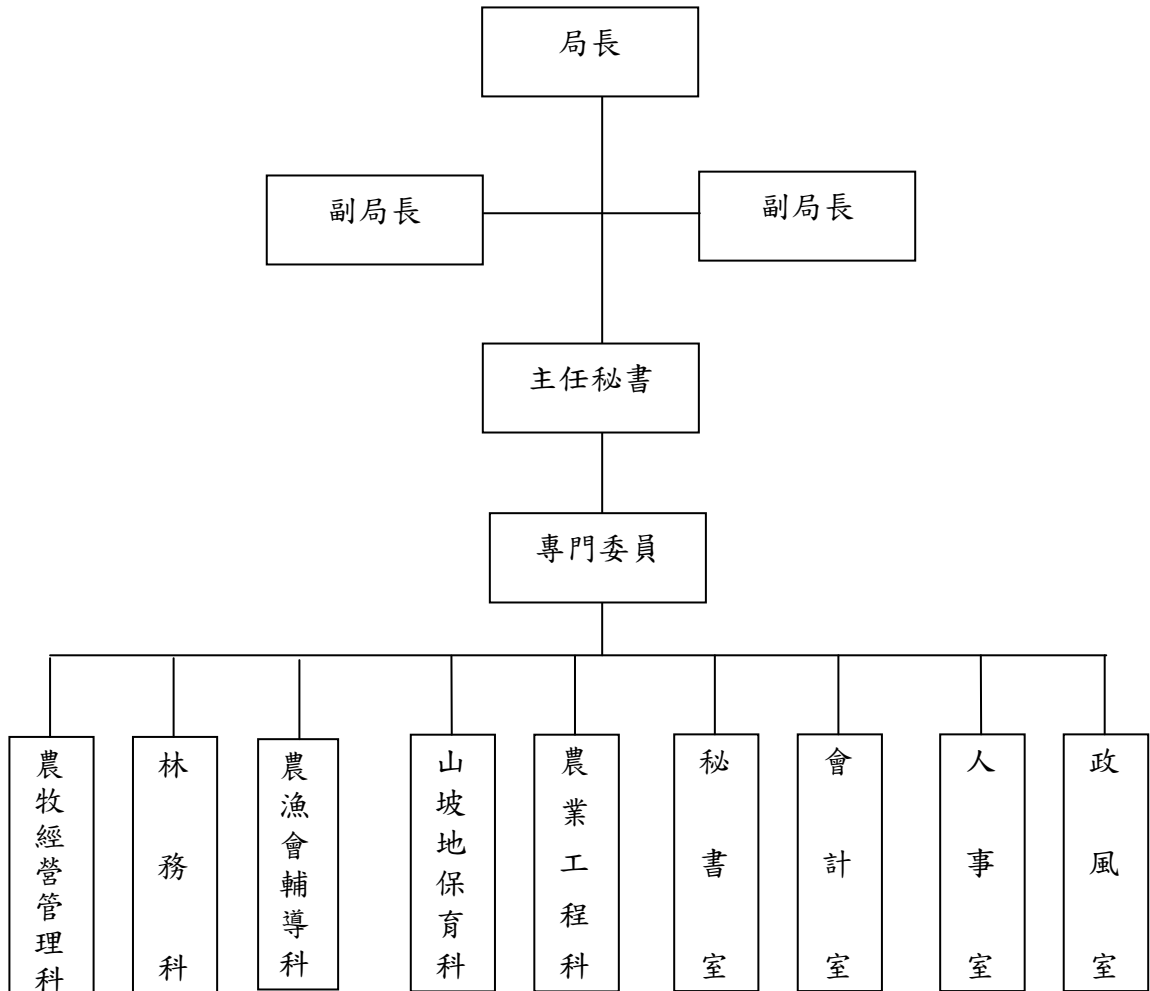 局長
副局長
副局長
主任秘書
專門委員
農牧經營管理科
林務科
農漁會輔導科
山坡地保育科
農業工程科
秘書室
會計室
人事室
政風室